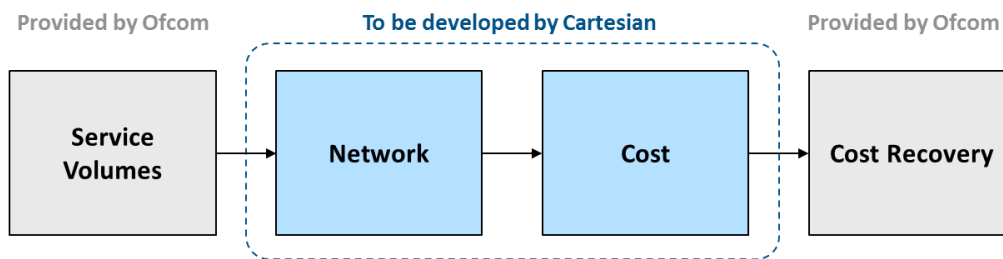 Provided by Ofcom
To be developed by Cartesian
Provided by Ofcom
Service
Volumes
Network
Cost
Cost Recovery